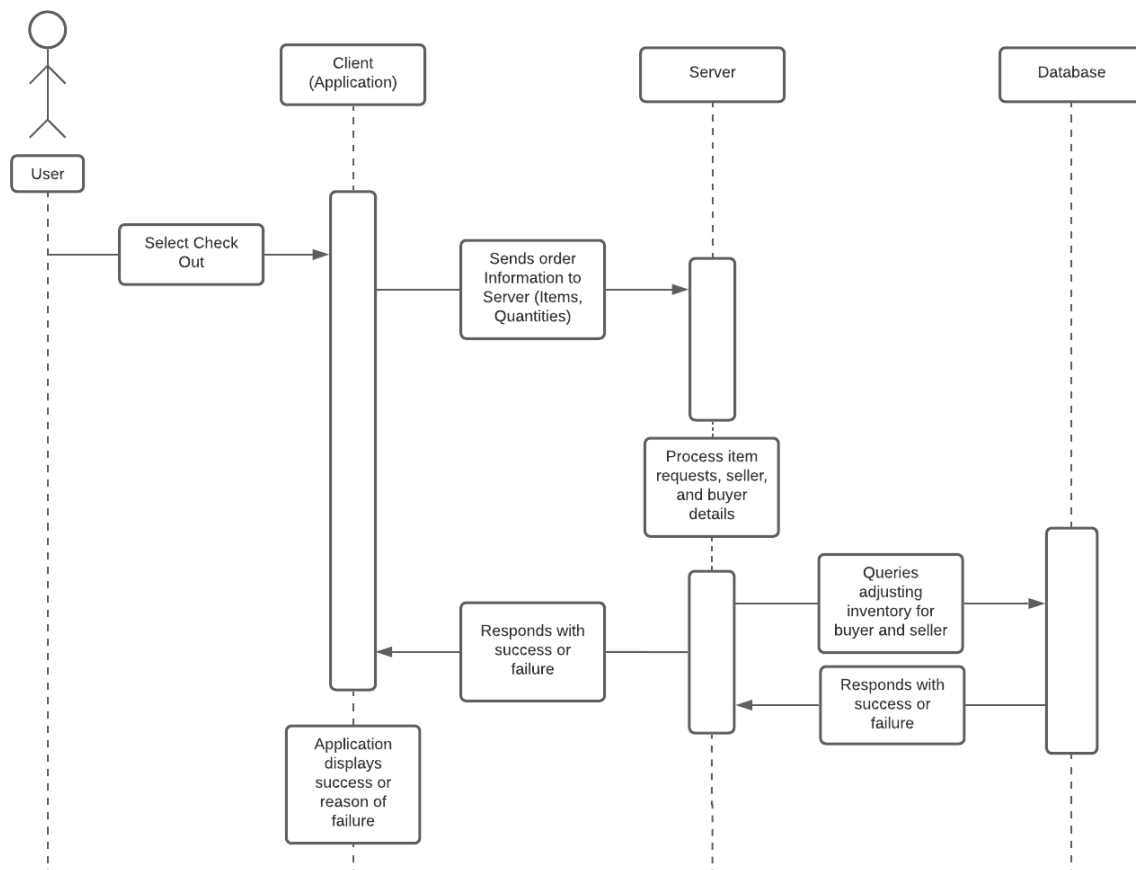 Client
(Application)
Server
Database
User
Select Check
Out
Sends order
Information to
Server (Items,
Quantities)
Process item
requests, seller,
and buyer
details
Queries
adjusting
inventory for
buyer and seller
Responds with
success or
failure
Responds with
success or
failure
Application
displays
success or
reason of
failure